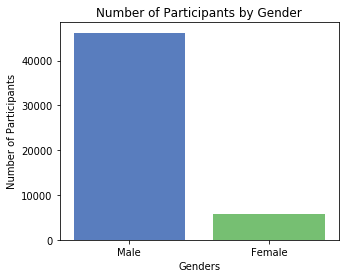 Number of Participants by Gender
Number of Participants
40000
30000
20000
10000
0
Male Female
Genders